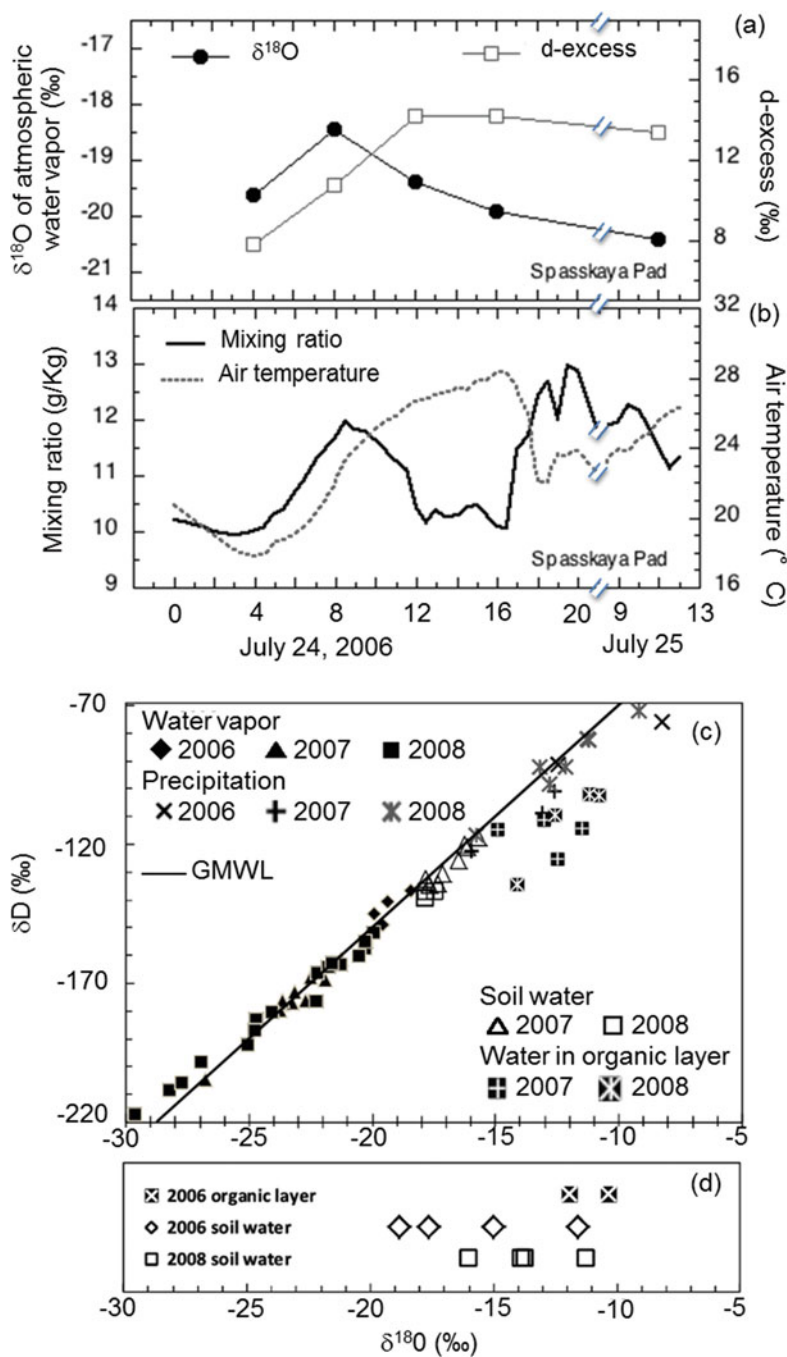 (a)
-17
-18
-19
-20
-21
δ¹⁸O of atmospheric
water vapor (‰)
δ¹⁸O
d-excess
16
14
12
10
8
d-excess
(‰)
Spasskaya Pad
(b)
14
13
12
11
10
9
Mixing ratio (g/Kg)
Mixing ratio
Air temperature
32
28
24
20
16
Air temperature (° C)
Spasskaya Pad
0 4 8 12 16 20 9 13
July 24, 2006 July 25
(c)
-70
-120
-170
-220
δD (‰)
Water vapor
2006 2007 2008
Precipitation
2006 2007 2008
GMWL
Soil water
2007 2008
Water in organic layer
2007 2008
-30 -25 -20 -15 -10 -5
(d)
2006 organic layer
2006 soil water
2008 soil water
-30 -25 -20 -15 -10 -5
δ¹⁸0 (‰)